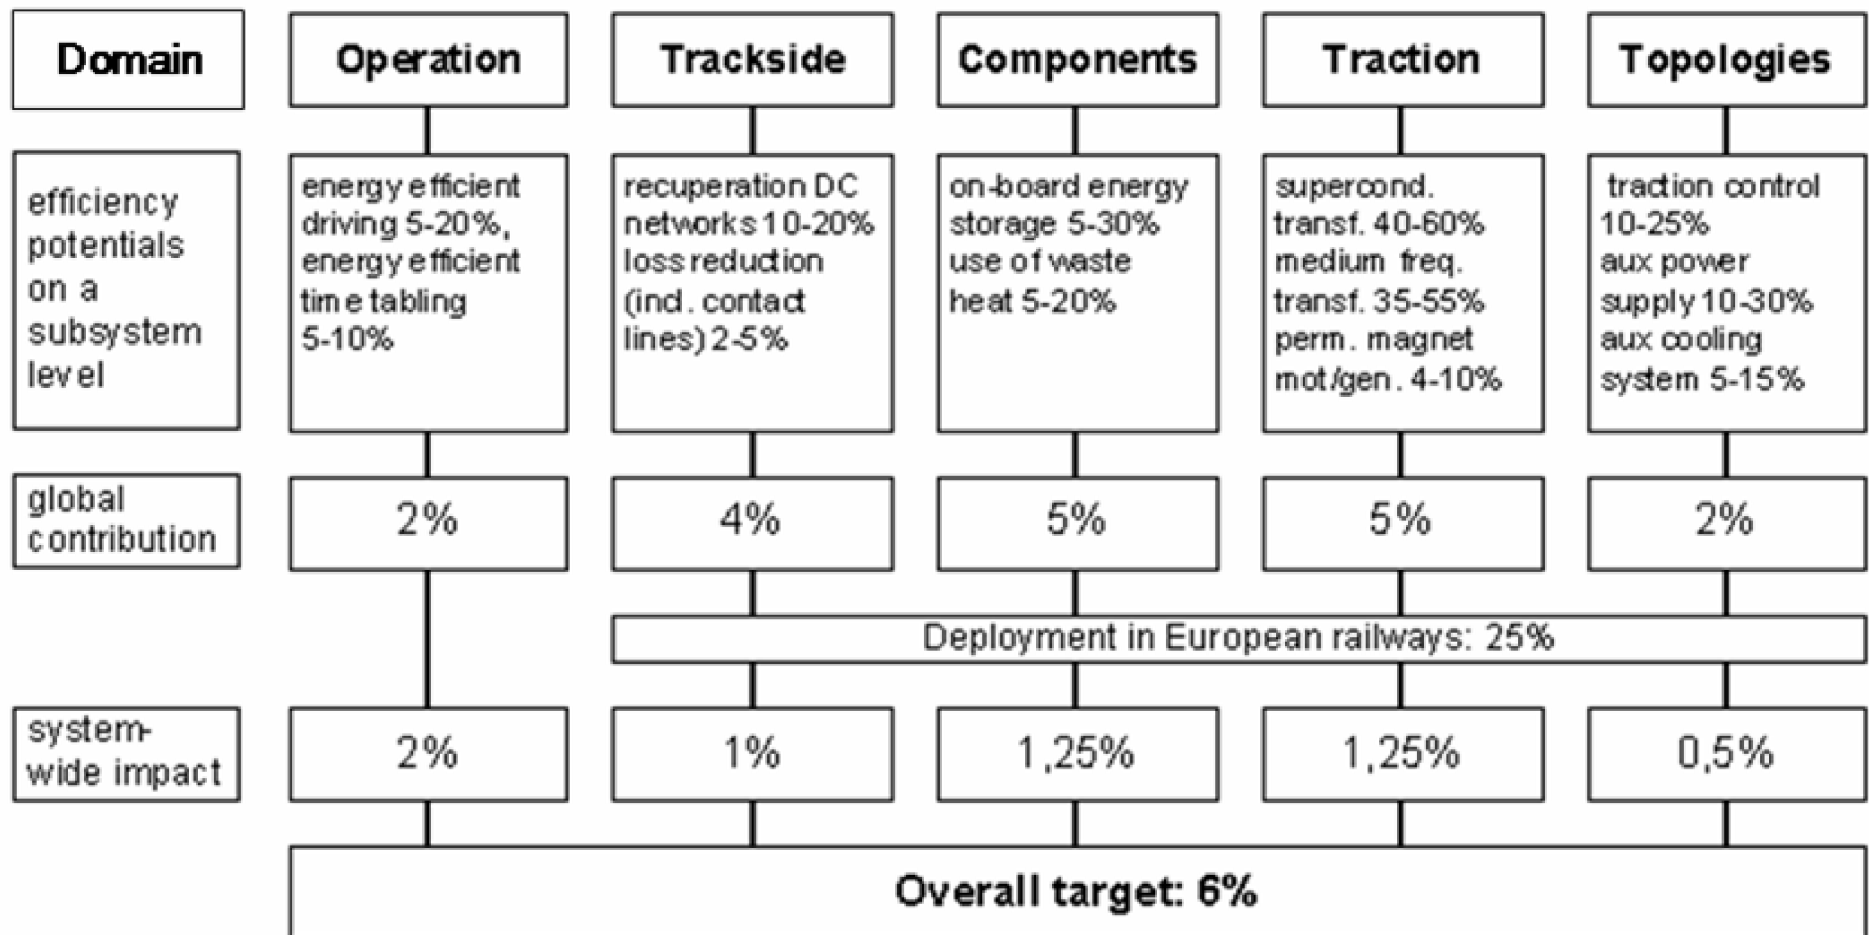 Domain
Operation
Trackside
Components
Traction
Topologies
efficiency
potentials
on a
subsystem
level
energy efficient
driving 5-20%,
energy efficient
time tabling
5-10%
recuperation DC
networks 10-20%
loss reduction
(incl. contact
lines) 2-5%
on-board energy
storage 5-30%
use of waste
heat 5-20%
supercond.
transf. 40-60%
medium freq.
transf. 35-55%
perm. magnet
mot/gen. 4-10%
traction control
10-25%
aux power
supply 10-30%
aux cooling
system 5-15%
global
contribution
2%
4%
5%
5%
2%
Deployment in European railways: 25%
system-
wide impact
2%
1%
1,25%
1,25%
0,5%
Overall target: 6%